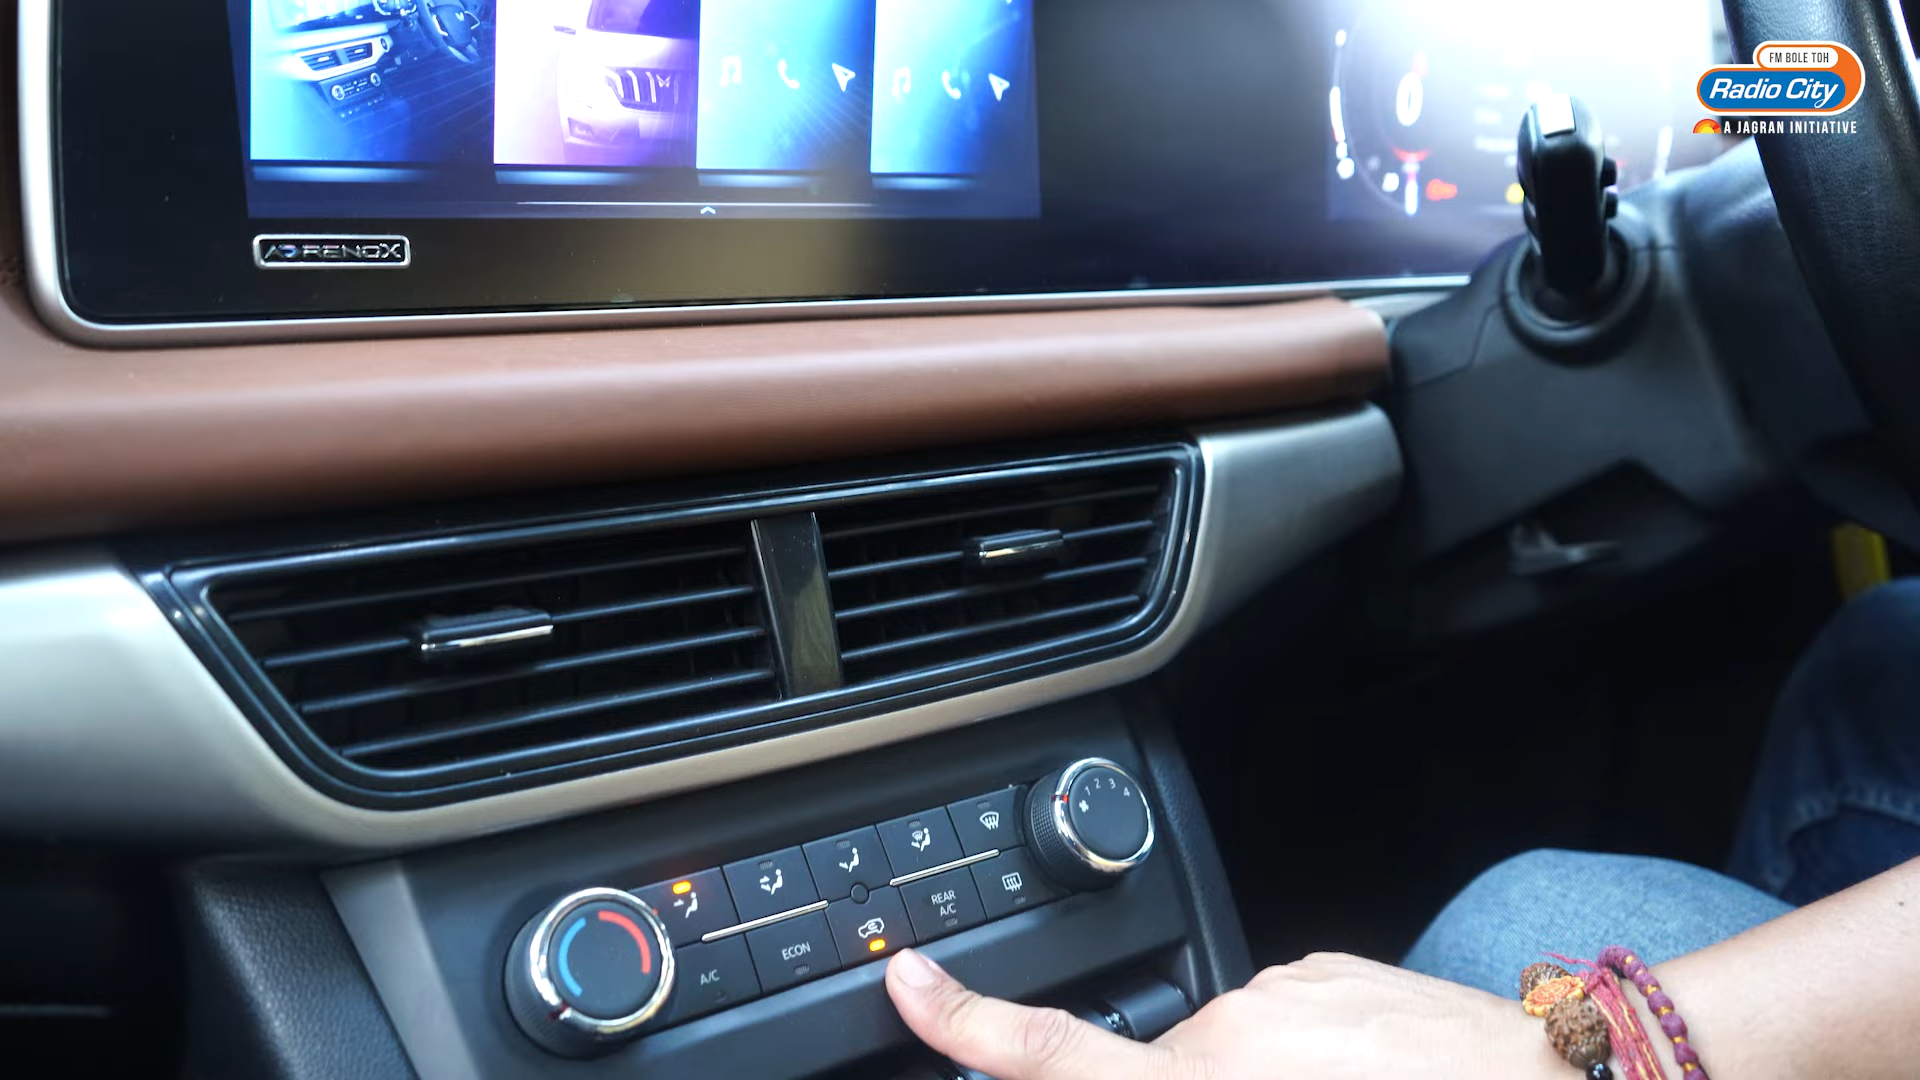 FM BOLE TOH
Radio City
A JAGRAN INITIATIVE
ADRENOX
1 2 3 4
A/C
ECON
REAR
A/C